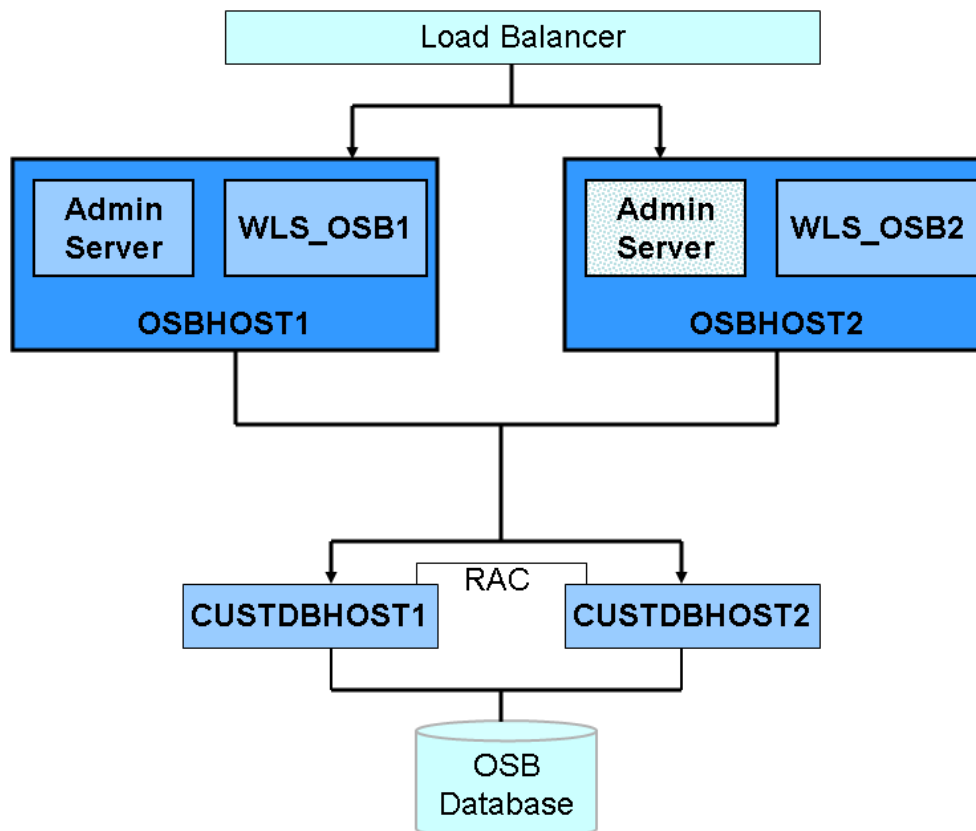 Load Balancer
Admin
Server
WLS_OSB1
OSBHOST1
Admin
Server
WLS_OSB2
OSBHOST2
RAC
CUSTDBHOST1
CUSTDBHOST2
OSB
Database